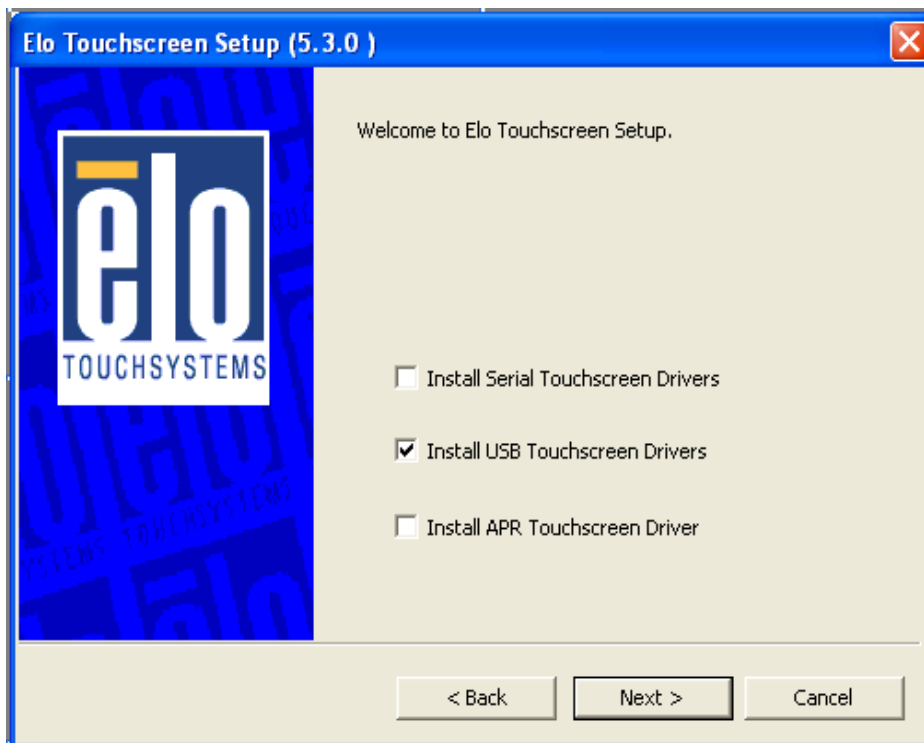 Elo Touchscreen Setup (5.3.0 )
Welcome to Elo Touchscreen Setup.
ēlo
TOUCHSYSTEMS
Install Serial Touchscreen Drivers
Install USB Touchscreen Drivers
Install APR Touchscreen Driver
< Back
Next >
Cancel